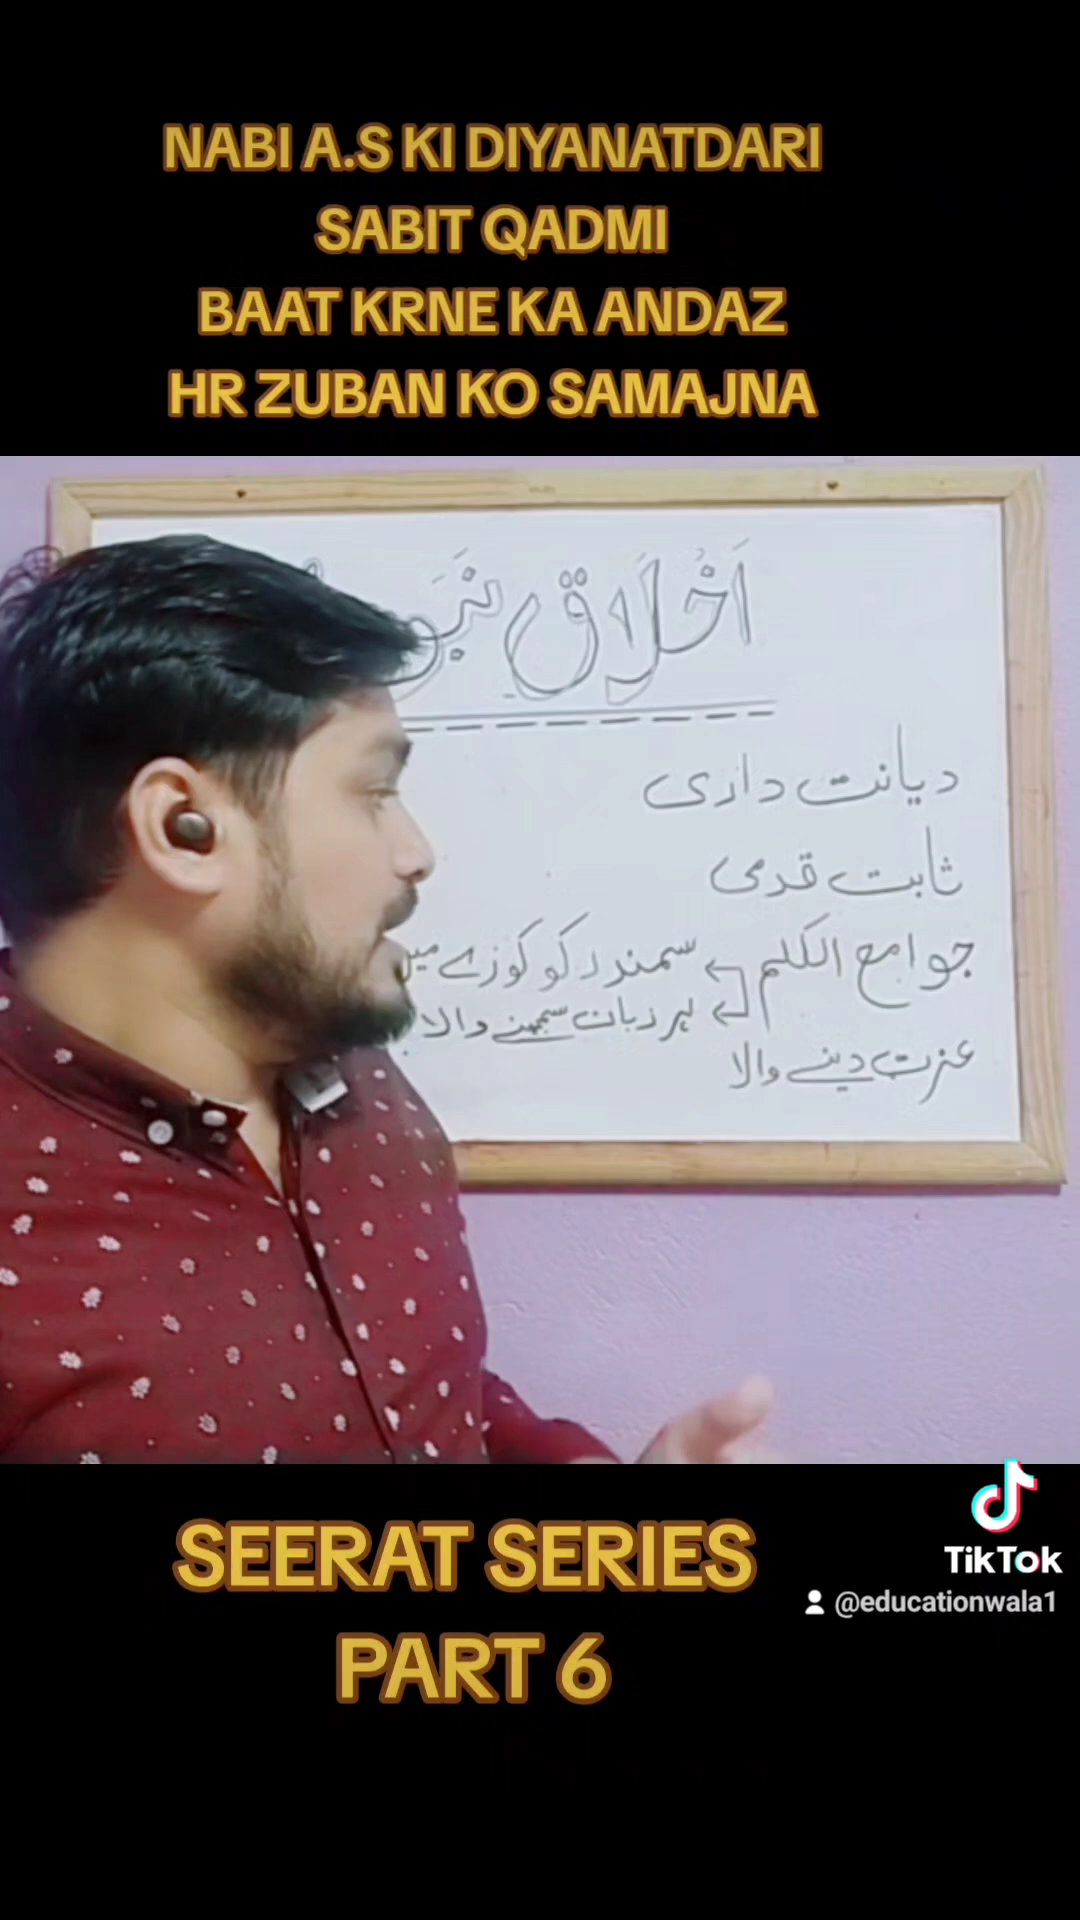 NABI A.S KI DIYANATDARI
SABIT QADMI
BAAT KRNE KA ANDAZ
HR ZUBAN KO SAMAJNA
اَخْلَاقِ
دیانت داری
ثابت قدمی
جوامع الکلم سمندر کو کوزے میں
ہر زبان سمجھنے والا
عزت دینے والا
SEERAT SERIES
PART 6
TikTok
@educationwala1